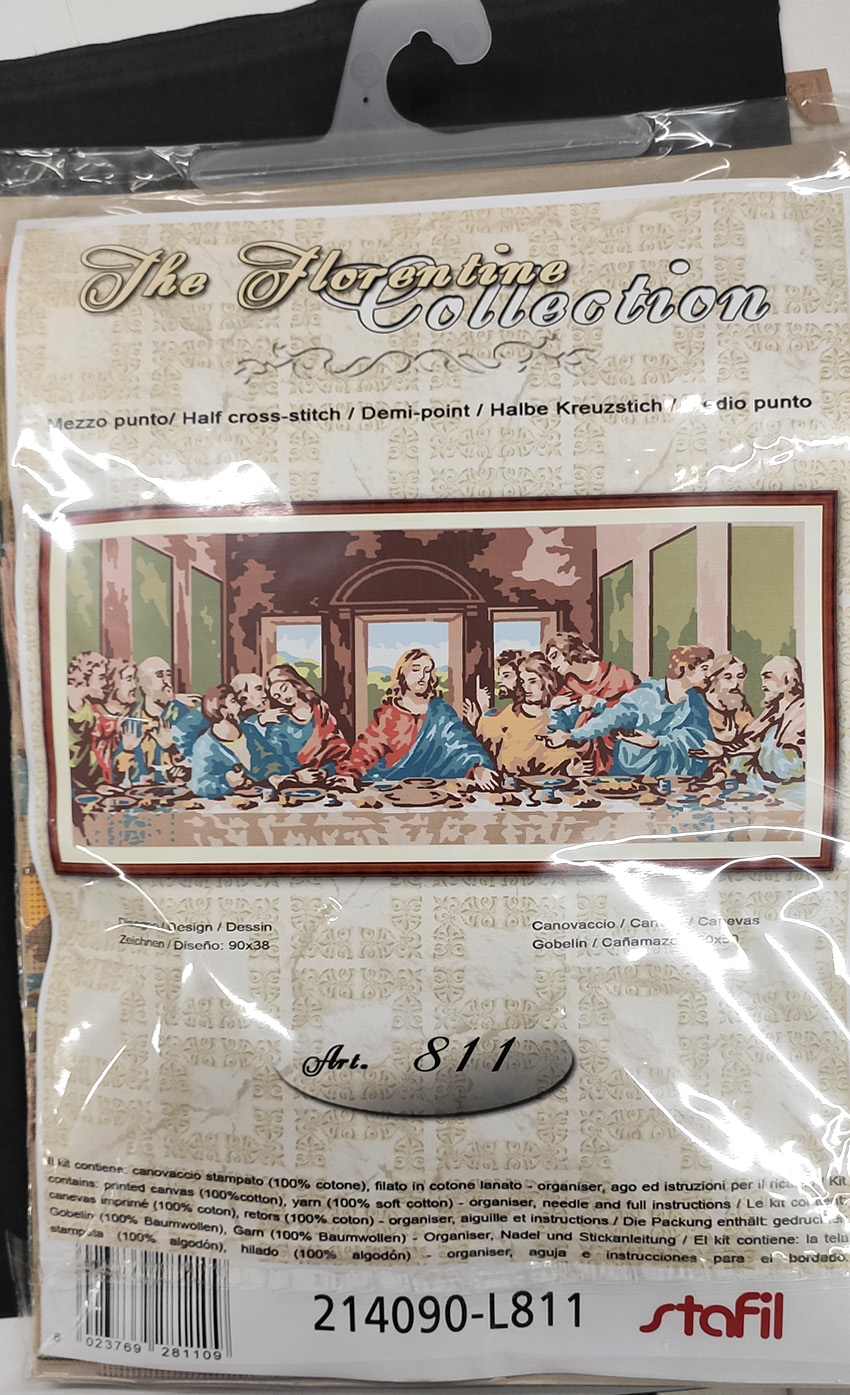 The Florentine
Collection
Mezzo punto/ Half cross-stitch / Demi-point / Halbe Kreuzstich / punto
Design / Dessin
Zeichnen / Diseño: 90x38
Canovaccio / / Canevas
Gobelin / Cañamazo
Art. 811
Il kit contiene: canovaccio stampato (100% cotone), filato in cotone lanato - organiser, ago ed istruzioni per il Kit
contains: printed canvas (100%cotton), yarn (100% soft cotton) - organiser, needle and full instructions / Le kit
canevas imprimé (100% coton), retors (100% coton) - organiser, aiguille et instructions / Die Packung enthält:
Gobelin (100% Baumwollen), Garn (100% Baumwollen) - Organiser, Nadel und Stickanleitung / El kit contiene: la tela
stampata (100% algodón), hilado (100% algodón) - organiser, aguja e instrucciones para el bordado.
8 023769 281109
214090-L811
stafil